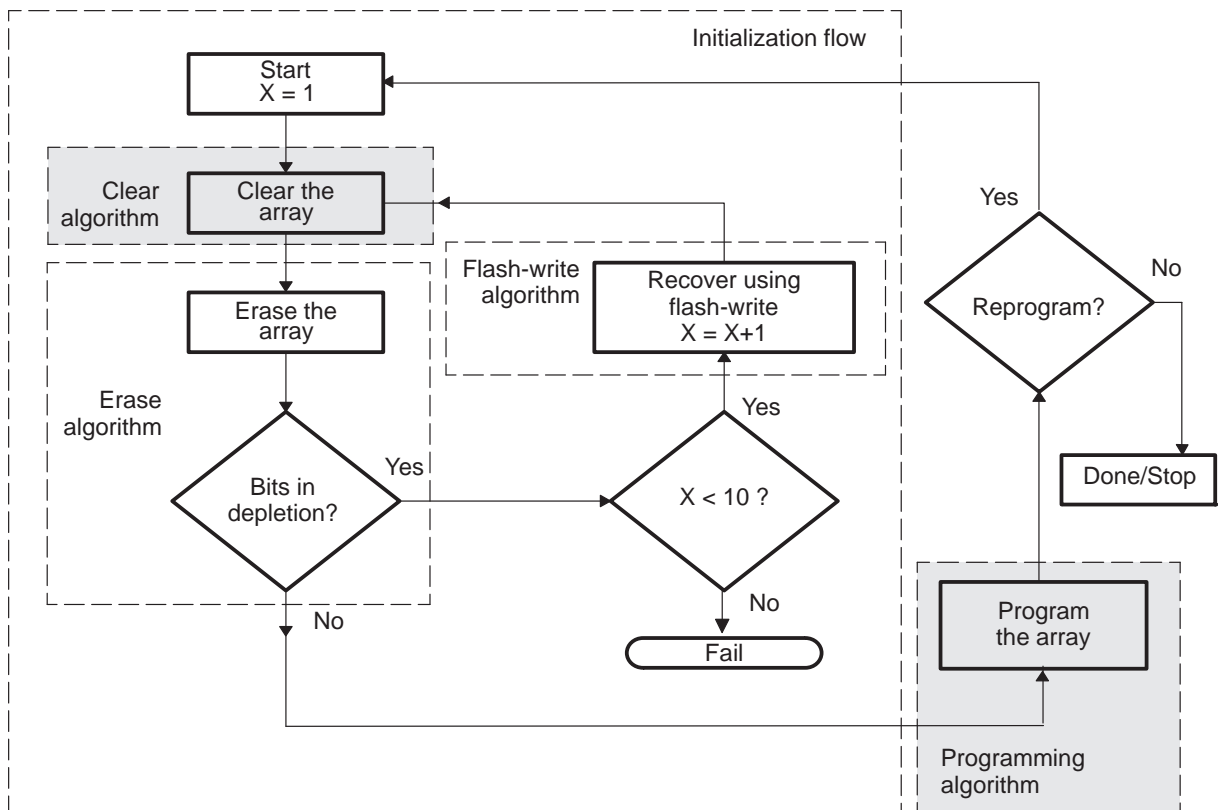 Initialization flow
Start
X = 1
Clear
algorithm
Clear the
array
Yes
Flash-write
algorithm
Recover using
flash-write
X = X+1
No
Reprogram?
Erase the
array
Erase
algorithm
Yes
Yes
Bits in
depletion?
X < 10 ?
Done/Stop
No
No
Fail
Program
the array
Programming
algorithm